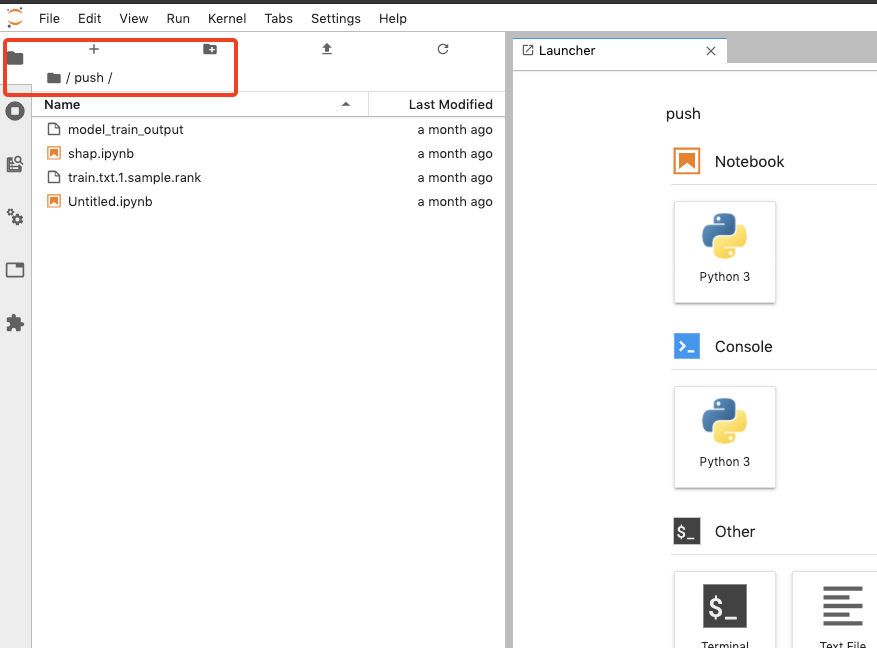 File Edit View Run Kernel Tabs Settings Help
/ push /
Name Last Modified
model_train_output a month ago
shap.ipynb a month ago
train.txt.1.sample.rank a month ago
Untitled.ipynb a month ago
Launcher
push
Notebook
Python 3
Console
Python 3
$_ Other
$_
Terminal Text File